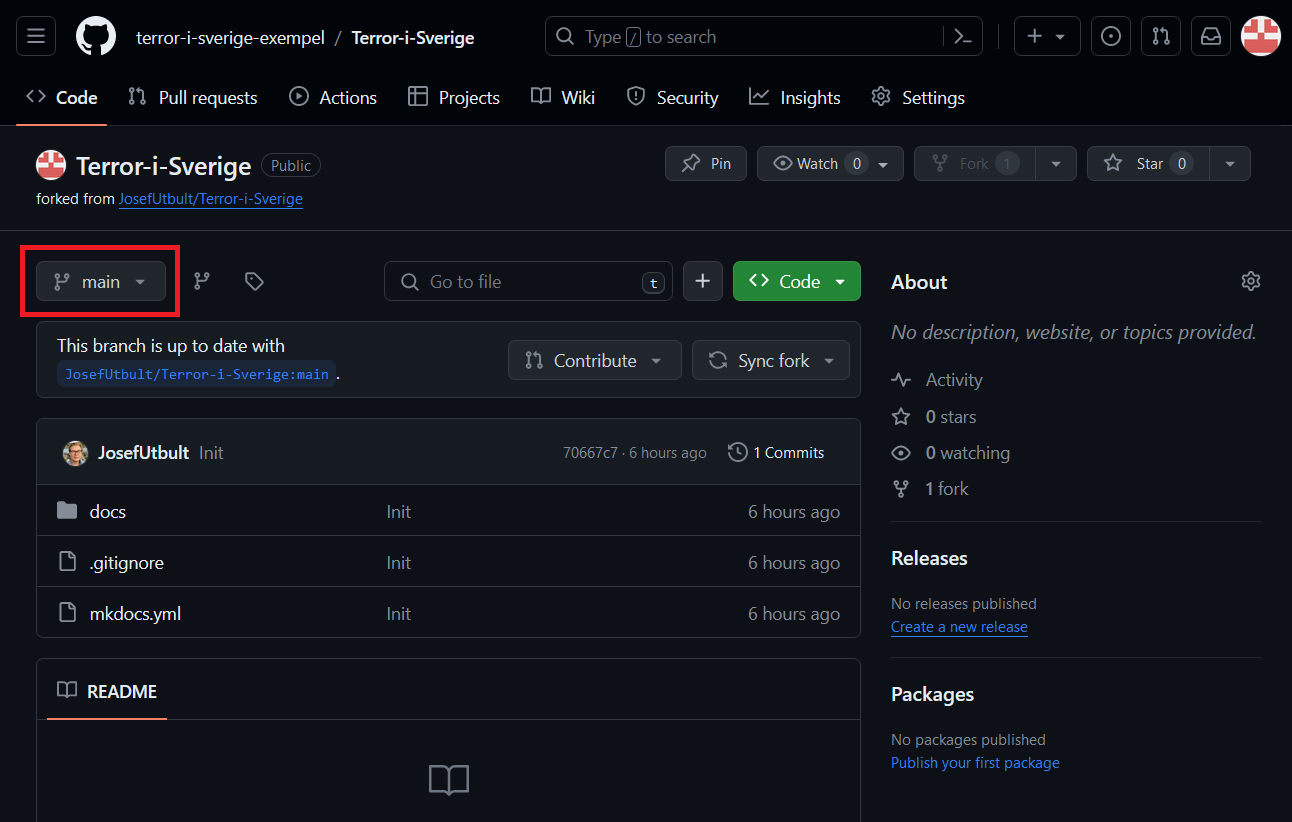 terror-i-sverige-exempel / Terror-i-Sverige
Type / to search
Code
Pull requests
Actions
Projects
Wiki
Security
Insights
Settings
Terror-i-Sverige
Public
Pin
Watch 0
Fork 1
Star 0
forked from JosefUtbult/Terror-i-Sverige
main
Go to file
t
Code
About
This branch is up to date with
JosefUtbult/Terror-i-Sverige:main .
Contribute
Sync fork
No description, website, or topics provided.
Activity
0 stars
0 watching
1 fork
JosefUtbult Init
70667c7 · 6 hours ago
1 Commits
docs Init 6 hours ago
.gitignore Init 6 hours ago
mkdocs.yml Init 6 hours ago
Releases
No releases published
Create a new release
README
Packages
No packages published
Publish your first package